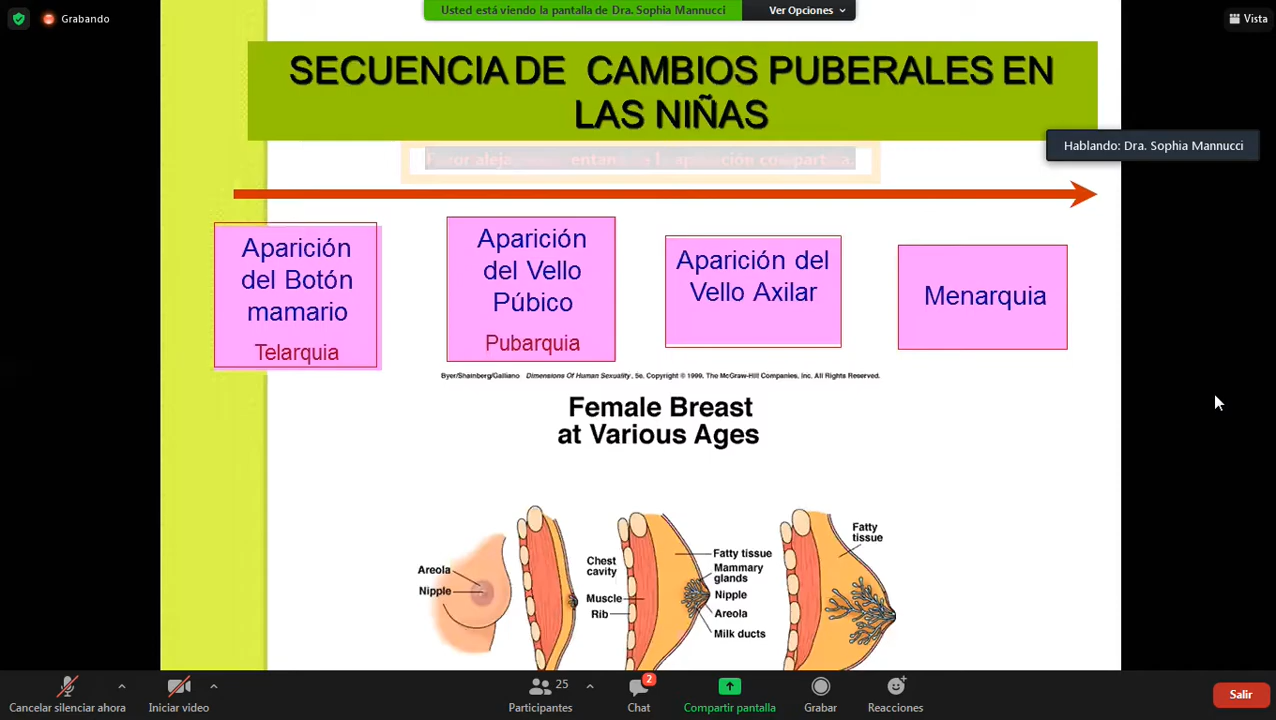 Grabando
Usted está viendo la pantalla de Dra. Sophia Mannucci
Ver Opciones
Vista
SECUENCIA DE CAMBIOS PUBERALES EN
LAS NIÑAS
Hablando: Dra. Sophia Mannucci
Aparición
del Botón
mamario
Telarquia
Aparición
del Vello
Púbico
Pubarquia
Aparición del
Vello Axilar
Menarquia
Byer/Shainberg/Galliano Dimensions Of Human Sexuality, 5e. Copyright © 1999. The McGraw-Hill Companies, Inc. All Rights Reserved.
Female Breast
at Various Ages
Areola
Nipple
Chest
cavity
Muscle
Rib
Fatty tissue
Mammary
glands
Nipple
Areola
Milk ducts
Fatty
tissue
Cancelar silenciar ahora
Iniciar video
25
Participantes
2
Chat
Compartir pantalla
Grabar
Reacciones
Salir